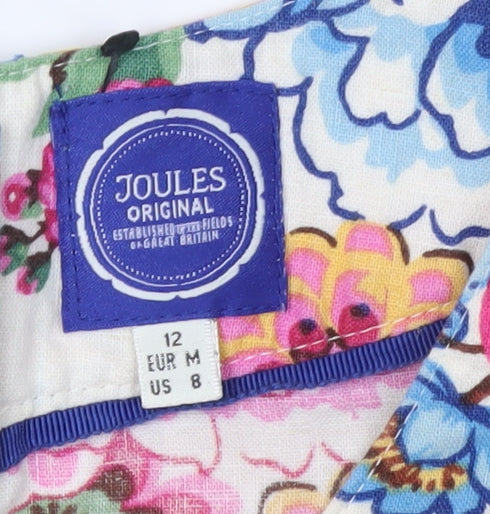 JOULES
ORIGINAL
ESTABLISHED IN THE FIELDS
OF GREAT BRITAIN
12
EUR M
US 8